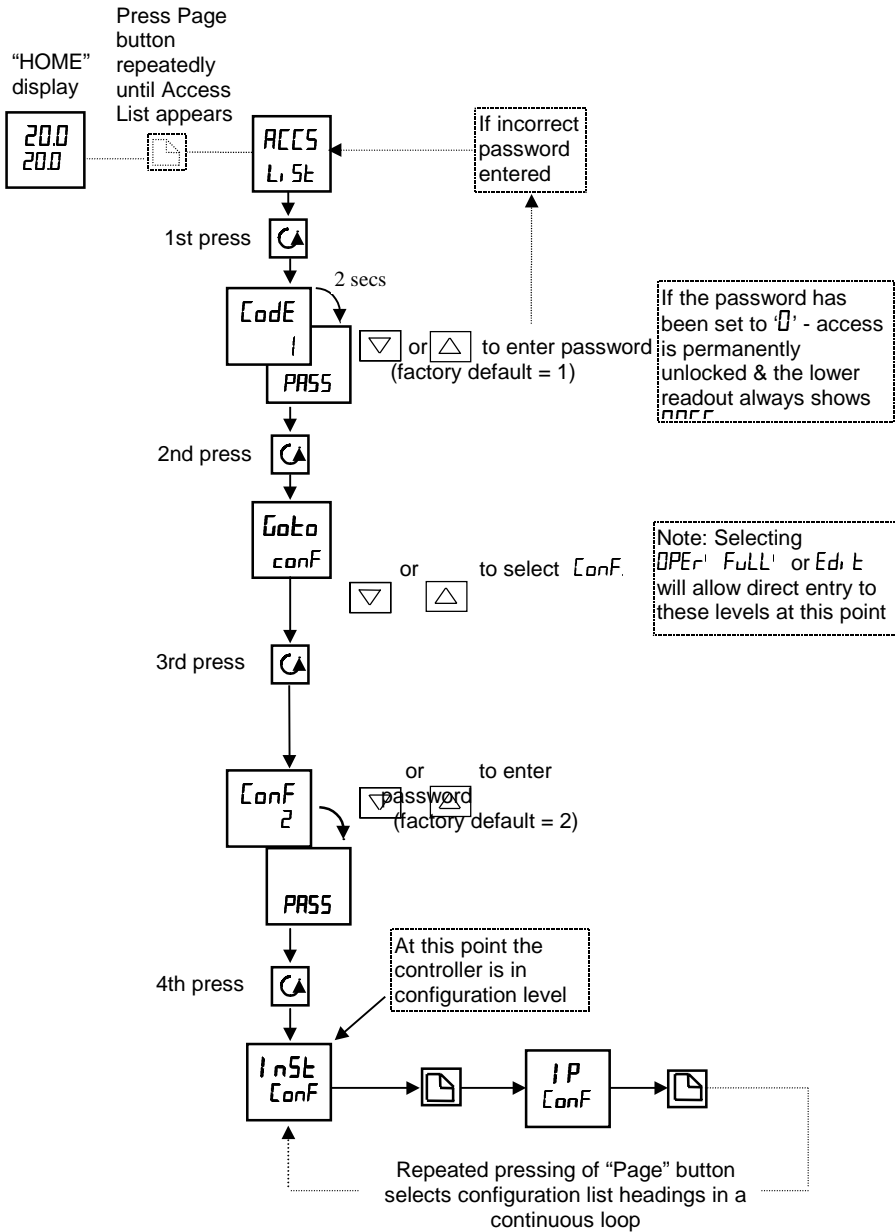 Press Page
button
repeatedly
until Access
List appears
“HOME”
display
20.0
20.0
ACCS
LiSt
If incorrect
password
entered
1st press
2 secs
CodE
1
PASS
or to enter password
(factory default = 1)
If the password has
been set to ‘0’ - access
is permanently
unlocked & the lower
readout always shows
2nd press
Goto
conF
or to select ConF.
Note: Selecting
OPEr' FuLL' or Edit
will allow direct entry to
these levels at this point
3rd press
ConF
2
or to enter
password
(factory default = 2)
PASS
At this point the
controller is in
configuration level
4th press
InSt
ConF
IP
ConF
Repeated pressing of “Page” button
selects configuration list headings in a
continuous loop